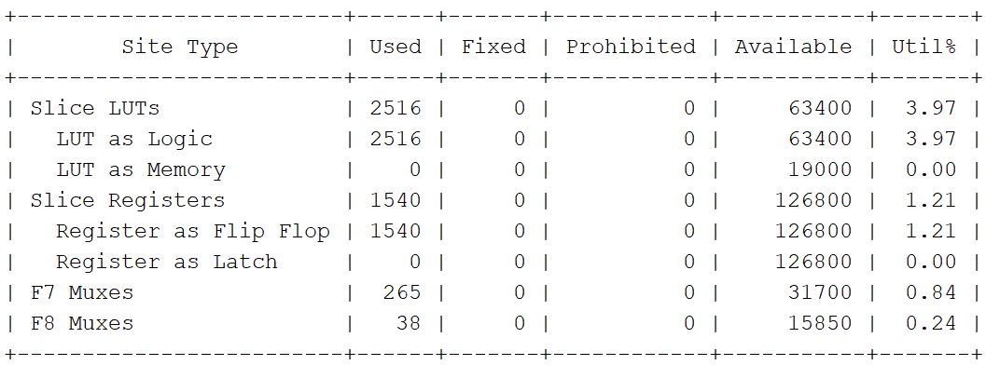 +----------------------------+------+-------+------------+-----------+-------+
|          Site Type         | Used | Fixed | Prohibited | Available | Util% |
+----------------------------+------+-------+------------+-----------+-------+
| Slice LUTs                 | 2516 |     0 |          0 |     63400 |  3.97 |
|   LUT as Logic             | 2516 |     0 |          0 |     63400 |  3.97 |
|   LUT as Memory            |    0 |     0 |          0 |     19000 |  0.00 |
| Slice Registers            | 1540 |     0 |          0 |    126800 |  1.21 |
|   Register as Flip Flop    | 1540 |     0 |          0 |    126800 |  1.21 |
|   Register as Latch        |    0 |     0 |          0 |    126800 |  0.00 |
| F7 Muxes                   |  265 |     0 |          0 |     31700 |  0.84 |
| F8 Muxes                   |   38 |     0 |          0 |     15850 |  0.24 |
+----------------------------+------+-------+------------+-----------+-------+